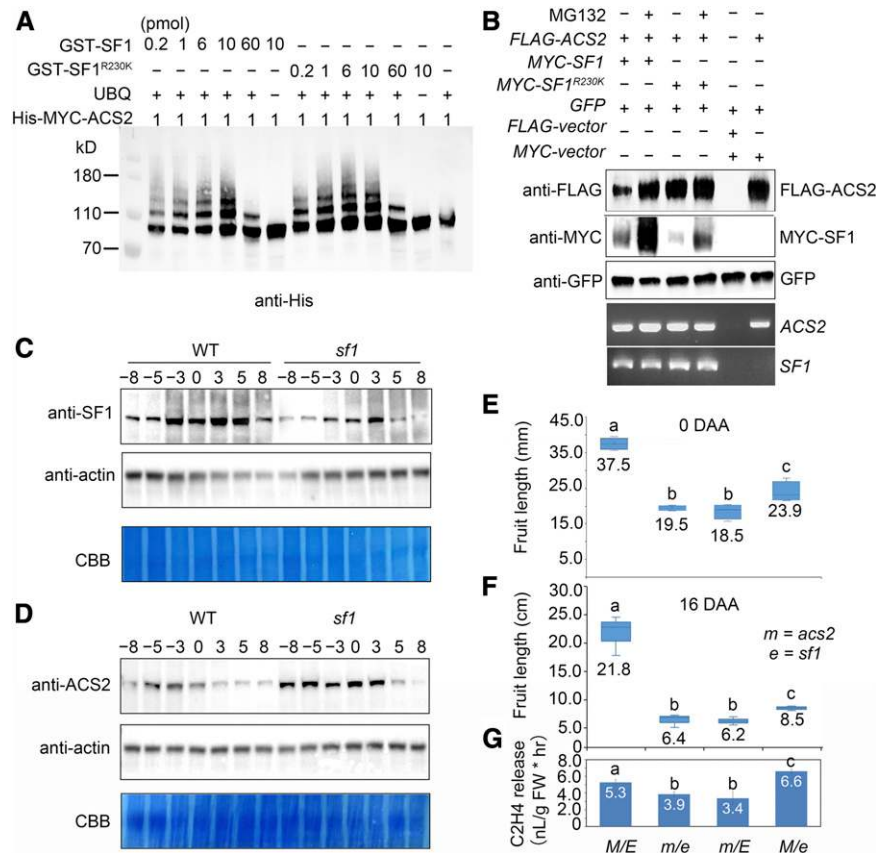 A
(pmol)
GST-SF1 0.2 1 6 10 60 10 – – – – – – –
GST-SF1R230K – – – – – – 0.2 1 6 10 60 10 –
UBQ + + + + + – + + + + + – +
His-MYC-ACS2 1 1 1 1 1 1 1 1 1 1 1 1 1
kD
180
110
70
anti-His
B
MG132 – + – + – –
FLAG-ACS2 + + + + – +
MYC-SF1 + + – – – –
MYC-SF1R230K – – + + – –
GFP + + + + + +
FLAG-vector – – – – + –
MYC-vector – – – – + +
anti-FLAG FLAG-ACS2
anti-MYC MYC-SF1
anti-GFP GFP
ACS2
SF1
C
WT sf1
−8 −5 −3 0 3 5 8 −8 −5 −3 0 3 5 8
anti-SF1
anti-actin
CBB
D
WT sf1
−8 −5 −3 0 3 5 8 −8 −5 −3 0 3 5 8
anti-ACS2
anti-actin
CBB
E
Fruit length (mm)
45.0
35.0
25.0
15.0
5.0
0 DAA
a b b c
37.5 19.5 18.5 23.9
F
Fruit length (cm)
30.0
25.0
20.0
15.0
10.0
5.0
0.0
16 DAA
m = acs2
e = sf1
a b b c
21.8 6.4 6.2 8.5
G
C2H4 release
(nL/g FW * hr)
8.0
6.0
4.0
2.0
0.0
a b b c
5.3 3.9 3.4 6.6
M/E m/e m/E M/e